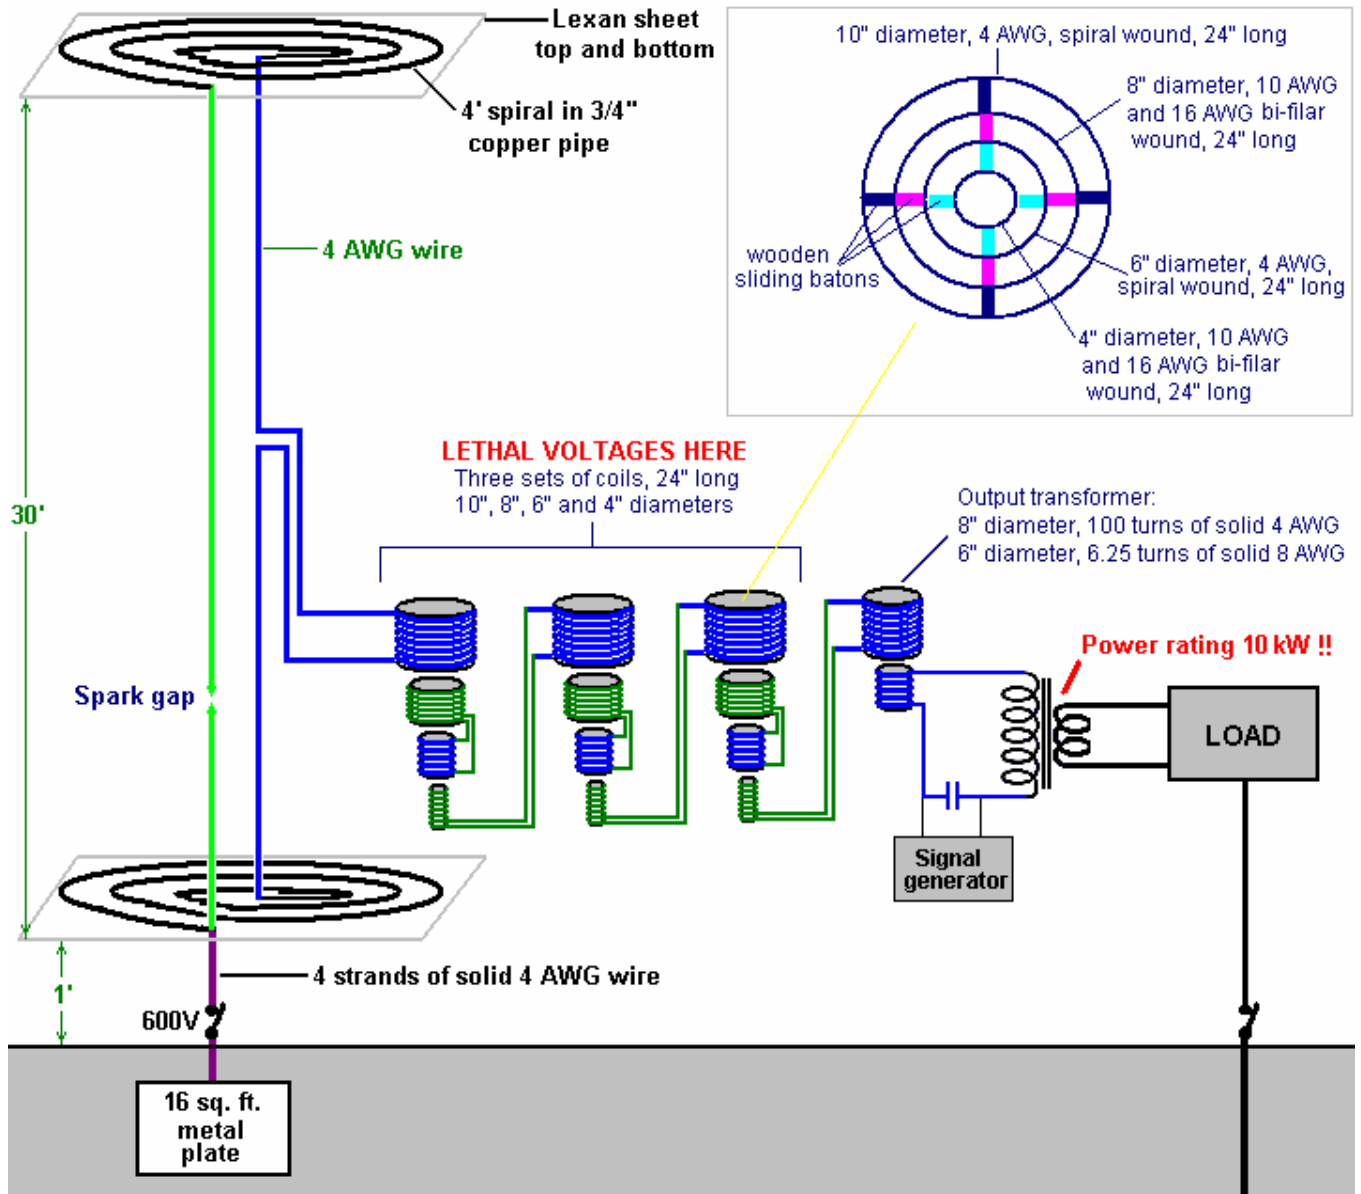 Lexan sheet
top and bottom
4' spiral in 3/4"
copper pipe
4 AWG wire
10" diameter, 4 AWG, spiral wound, 24" long
8" diameter, 10 AWG
and 16 AWG bi-filar
wound, 24" long
wooden
sliding batons
6" diameter, 4 AWG,
spiral wound, 24" long
4" diameter, 10 AWG
and 16 AWG bi-filar
wound, 24" long
LETHAL VOLTAGES HERE
Three sets of coils, 24" long
10", 8", 6" and 4" diameters
Output transformer:
8" diameter, 100 turns of solid 4 AWG
6" diameter, 6.25 turns of solid 8 AWG
30'
Spark gap
Power rating 10 kW !!
LOAD
Signal
generator
4 strands of solid 4 AWG wire
1'
600V
16 sq. ft.
metal
plate